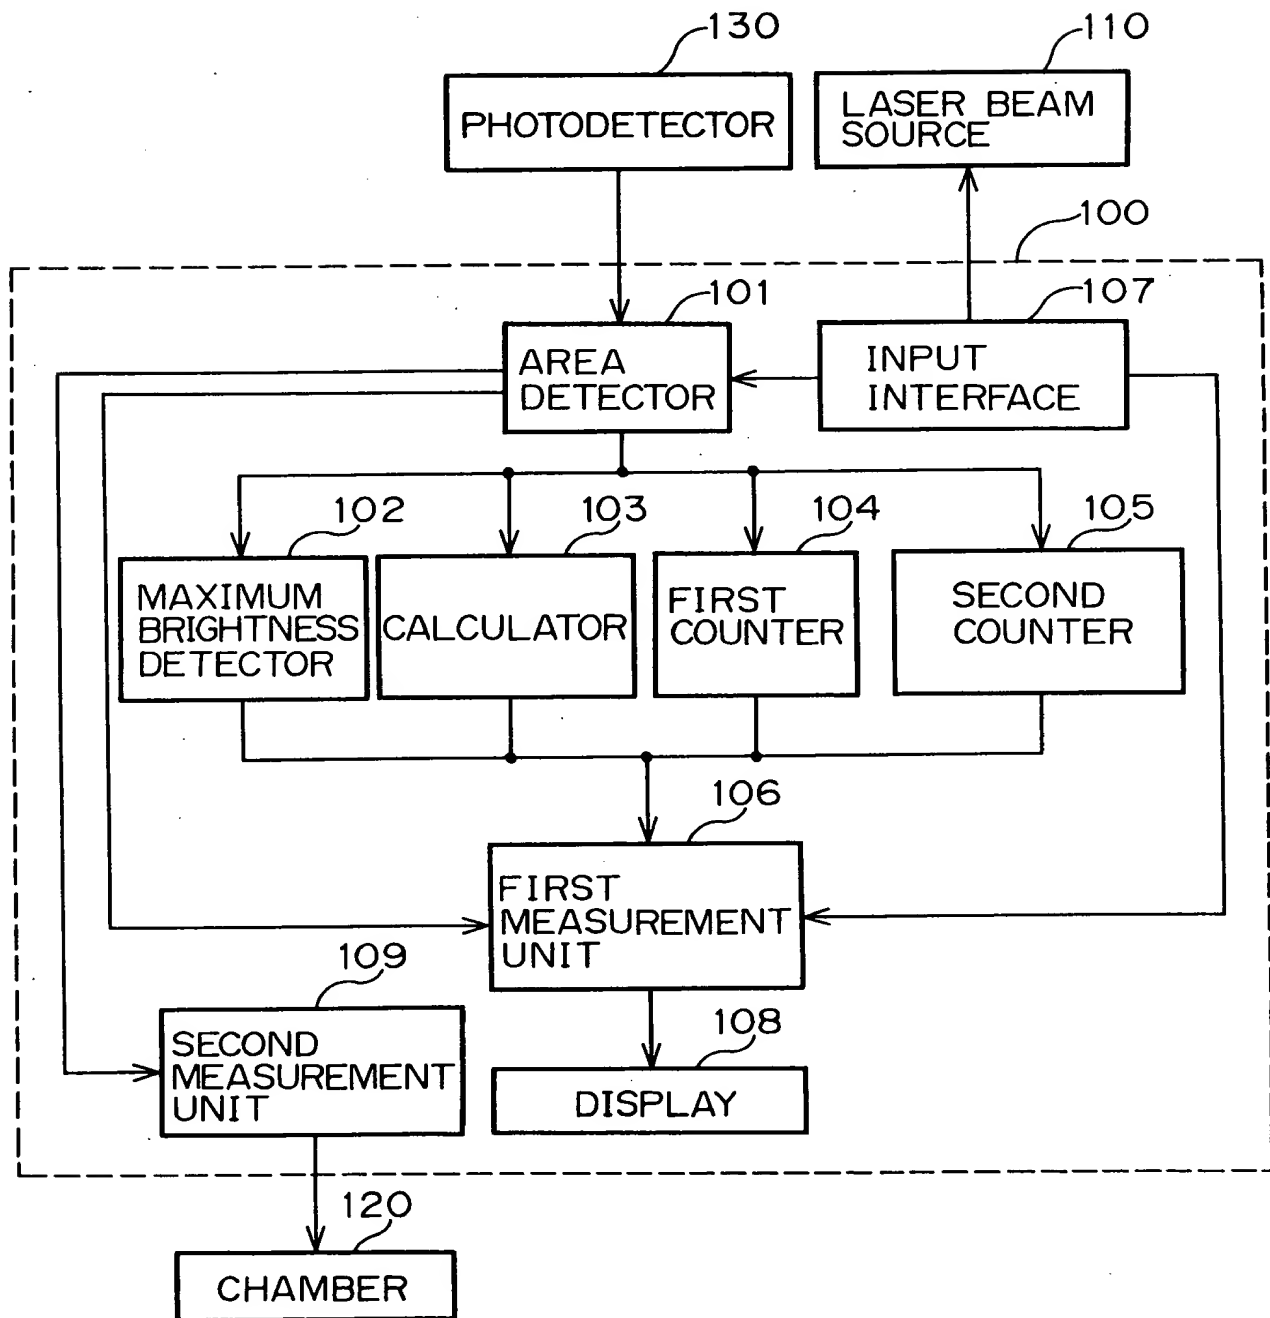 130
110
PHOTODETECTOR
LASER BEAM
SOURCE
100
101
107
AREA
DETECTOR
INPUT
INTERFACE
102
103
104
105
MAXIMUM
BRIGHTNESS
DETECTOR
CALCULATOR
FIRST
COUNTER
SECOND
COUNTER
106
FIRST
MEASUREMENT
UNIT
109
SECOND
MEASUREMENT
UNIT
108
DISPLAY
120
CHAMBER